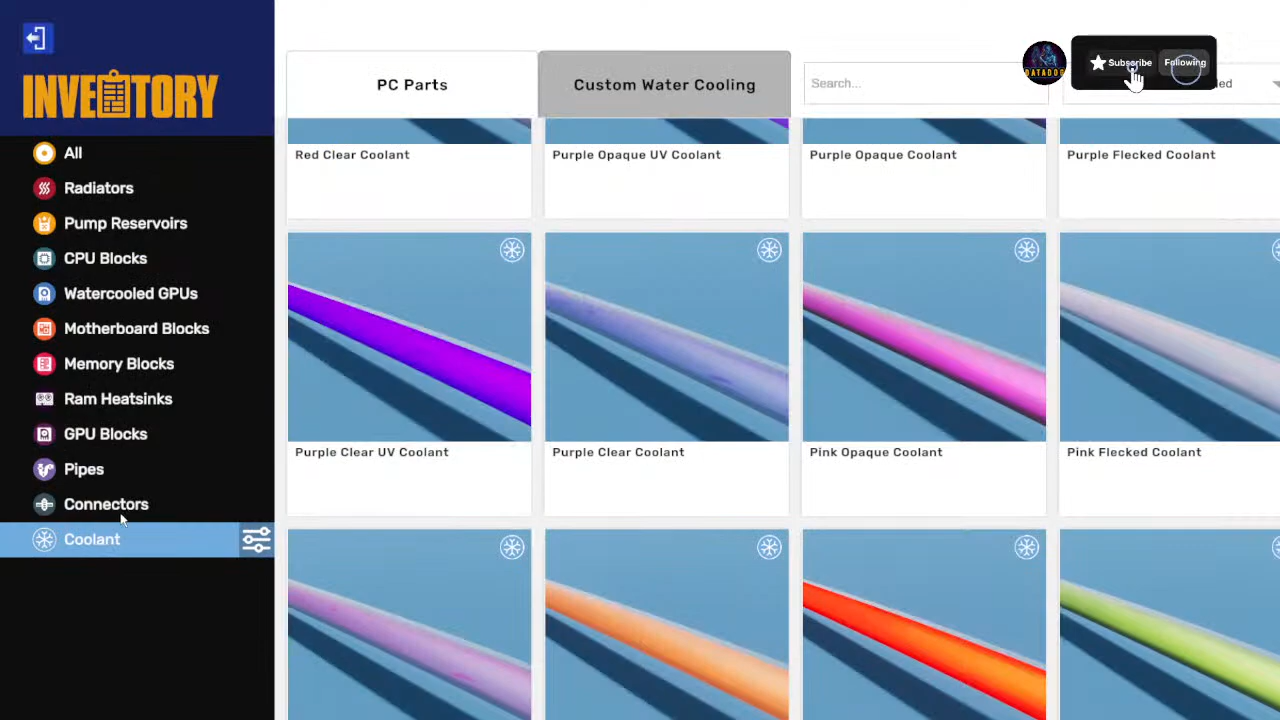 INVENTORY
All
Radiators
Pump Reservoirs
CPU Blocks
Watercooled GPUs
Motherboard Blocks
Memory Blocks
Ram Heatsinks
GPU Blocks
Pipes
Connectors
Coolant
PC Parts
Custom Water Cooling
Search...
DATADOG
Subscribe
Following
Red Clear Coolant
Purple Opaque UV Coolant
Purple Opaque Coolant
Purple Flecked Coolant
Purple Clear UV Coolant
Purple Clear Coolant
Pink Opaque Coolant
Pink Flecked Coolant